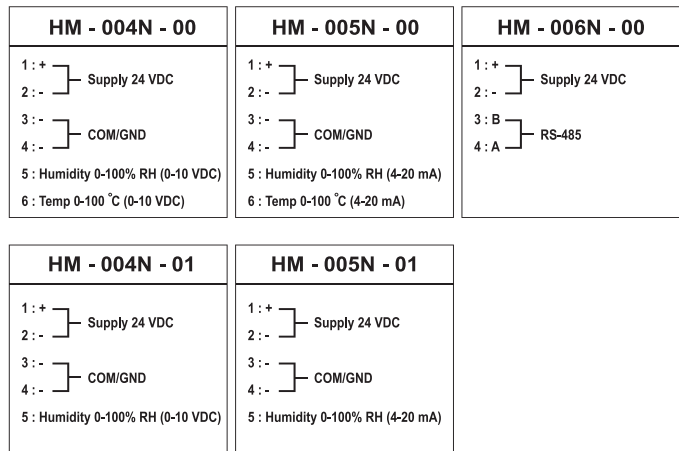 HM - 004N - 00
1 : +
2 : -
Supply 24 VDC
3 : -
4 : -
COM/GND
5 : Humidity 0-100% RH (0-10 VDC)
6 : Temp 0-100 °C (0-10 VDC)
HM - 005N - 00
1 : +
2 : -
Supply 24 VDC
3 : -
4 : -
COM/GND
5 : Humidity 0-100% RH (4-20 mA)
6 : Temp 0-100 °C (4-20 mA)
HM - 006N - 00
1 : +
2 : -
Supply 24 VDC
3 : B
4 : A
RS-485
HM - 004N - 01
1 : +
2 : -
Supply 24 VDC
3 : -
4 : -
COM/GND
5 : Humidity 0-100% RH (0-10 VDC)
HM - 005N - 01
1 : +
2 : -
Supply 24 VDC
3 : -
4 : -
COM/GND
5 : Humidity 0-100% RH (4-20 mA)